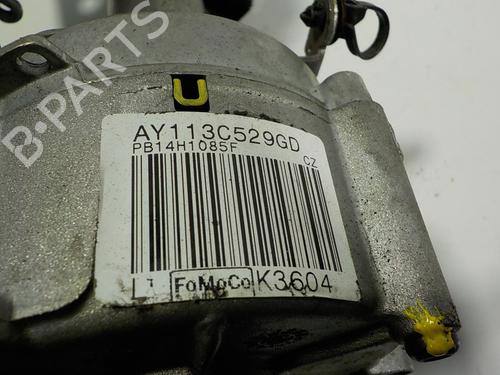 B-PARTS
U
AY113C529GD
PB14H1085F
CZ
L1 FoMoCo K3604